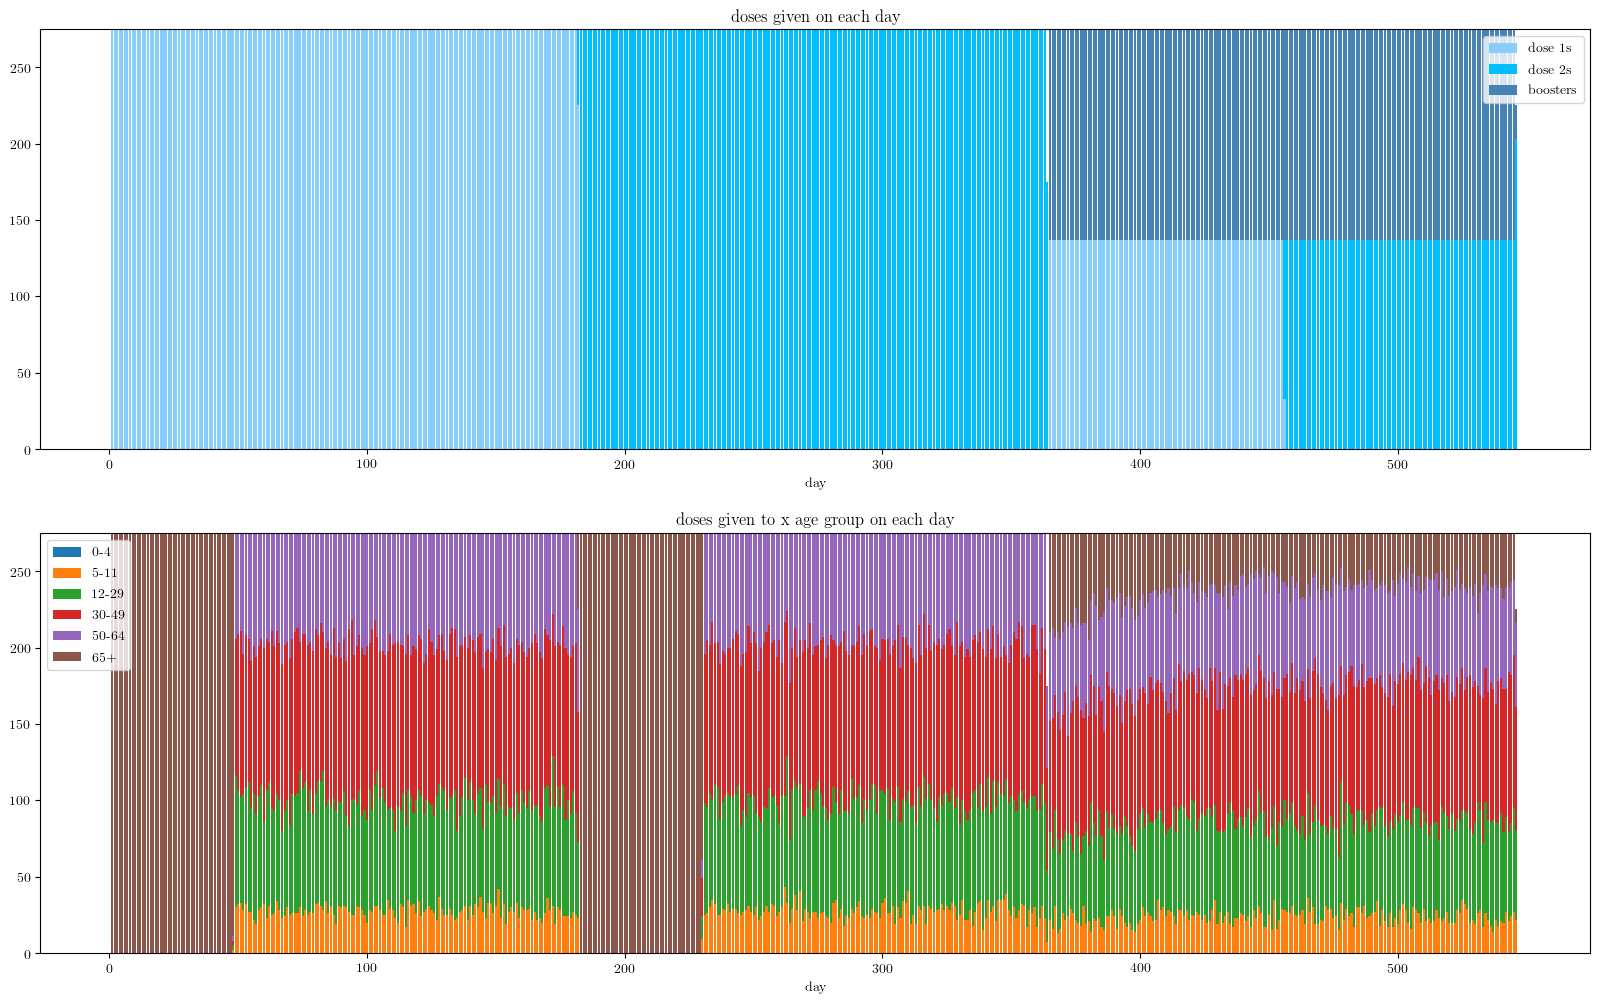 doses given on each day
250
200
150
100
50
0
dose 1s
dose 2s
boosters
0 100 200 300 400 500
day
doses given to x age group on each day
250
200
150
100
50
0
0-4
5-11
12-29
30-49
50-64
65+
0 100 200 300 400 500
day